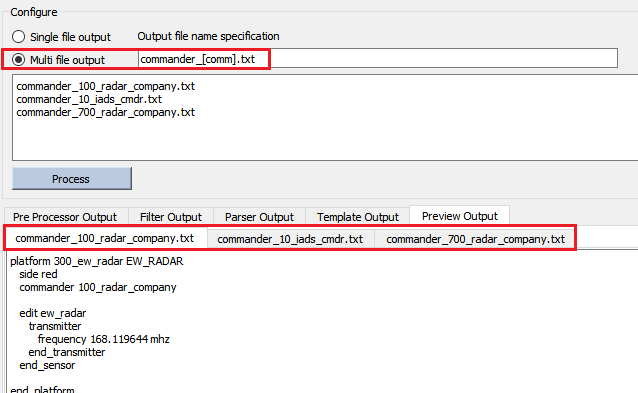 Configure
Single file output Output file name specification
Multi file output commander_[comm].txt
commander_100_radar_company.txt
commander_10_iads_cmdr.txt
commander_700_radar_company.txt
Process
Pre Processor Output Filter Output Parser Output Template Output Preview Output
commander_100_radar_company.txt commander_10_iads_cmdr.txt commander_700_radar_company.txt
platform 300_ew_radar EW_RADAR
side red
commander 100_radar_company
edit ew_radar
transmitter
frequency 168.119644 mhz
end_transmitter
end_sensor
end_platform